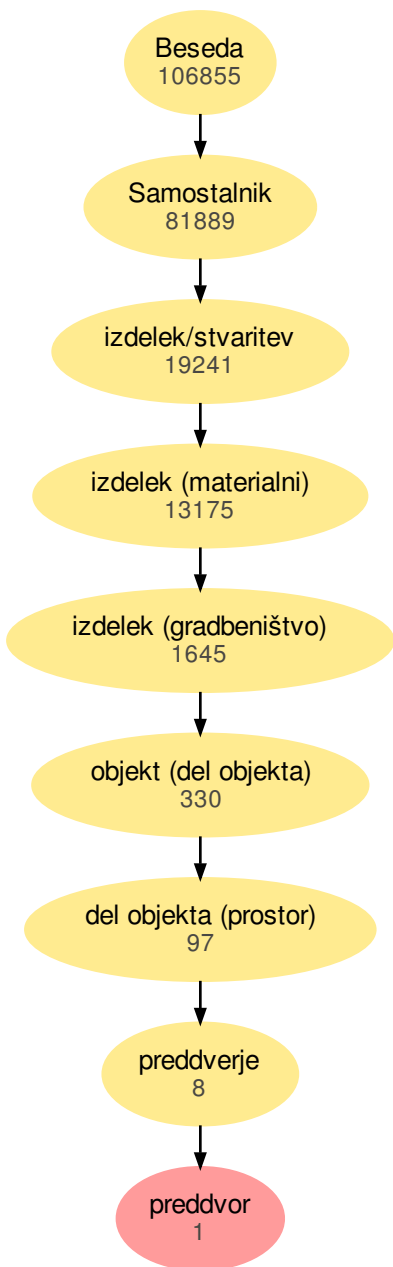 Beseda
106855
Samostalnik
81889
izdelek/stvaritev
19241
izdelek (materialni)
13175
izdelek (gradbeništvo)
1645
objekt (del objekta)
330
del objekta (prostor)
97
preddverje
8
preddvor
1